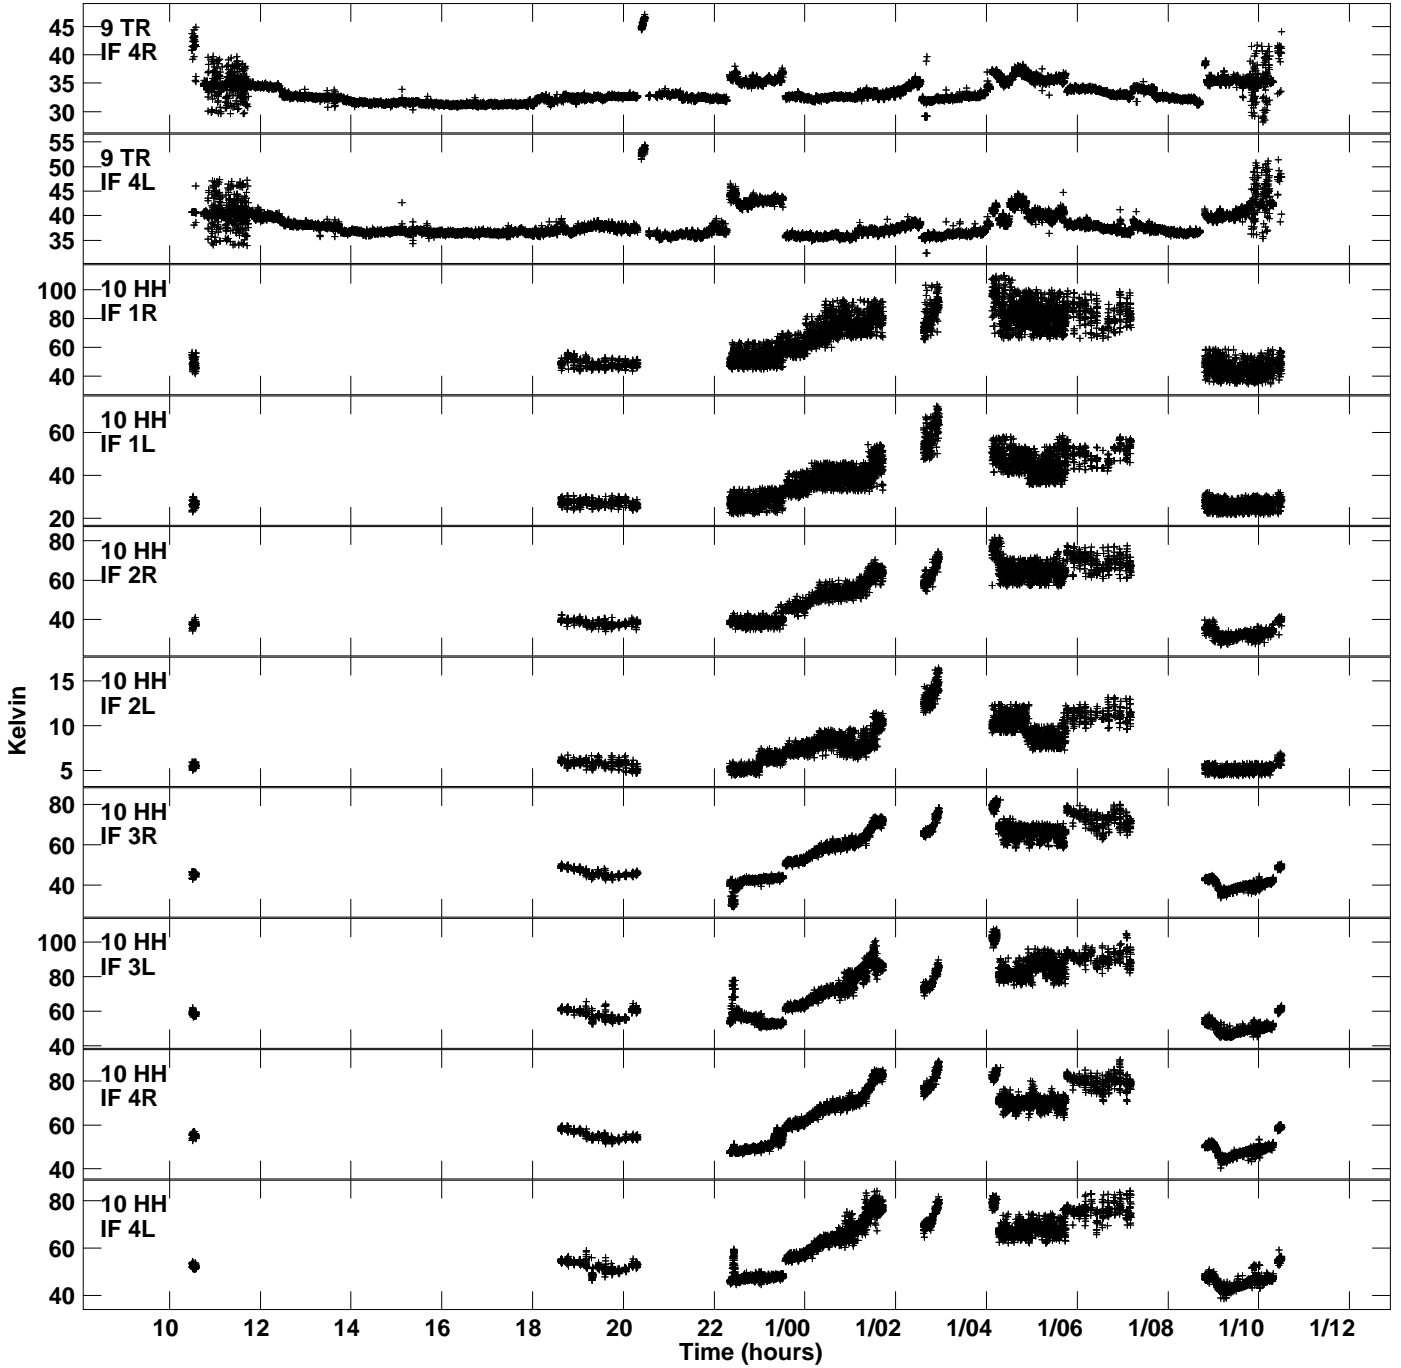 45
40
35
30
9 TR
IF 4R
55
50
45
40
35
9 TR
IF 4L
100
80
60
40
10 HH
IF 1R
60
40
20
10 HH
IF 1L
80
60
40
10 HH
IF 2R
15
10
5
10 HH
IF 2L
80
60
40
10 HH
IF 3R
100
80
60
40
10 HH
IF 3L
80
60
40
10 HH
IF 4R
80
60
40
10 HH
IF 4L
Kelvin
10 12 14 16 18 20 22 1/00 1/02 1/04 1/06 1/08 1/10 1/12
Time (hours)